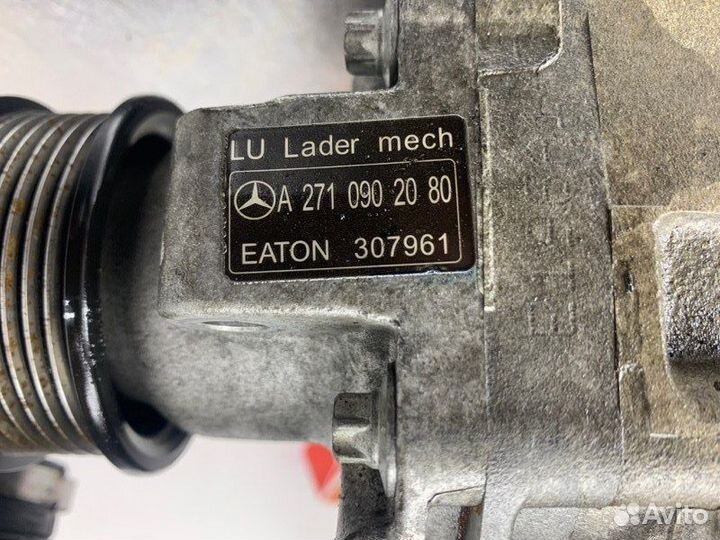 LU Lader mech
A 271 090 20 80
EATON 307961
Avito